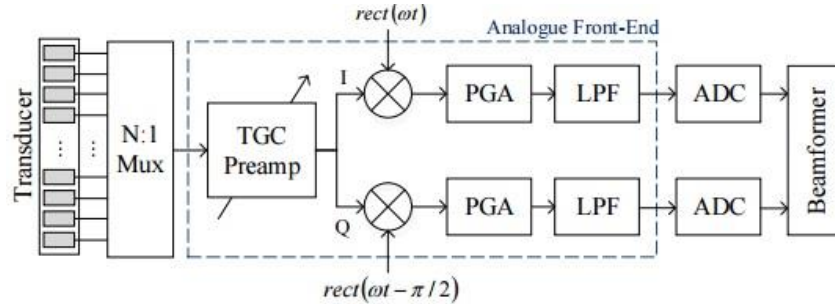 rect(ωt)
Analogue Front-End
Transducer
...
...
...
...
N:1
Mux
TGC
Preamp
I
PGA
LPF
ADC
Beamformer
Q
PGA
LPF
ADC
rect(ωt − π / 2)